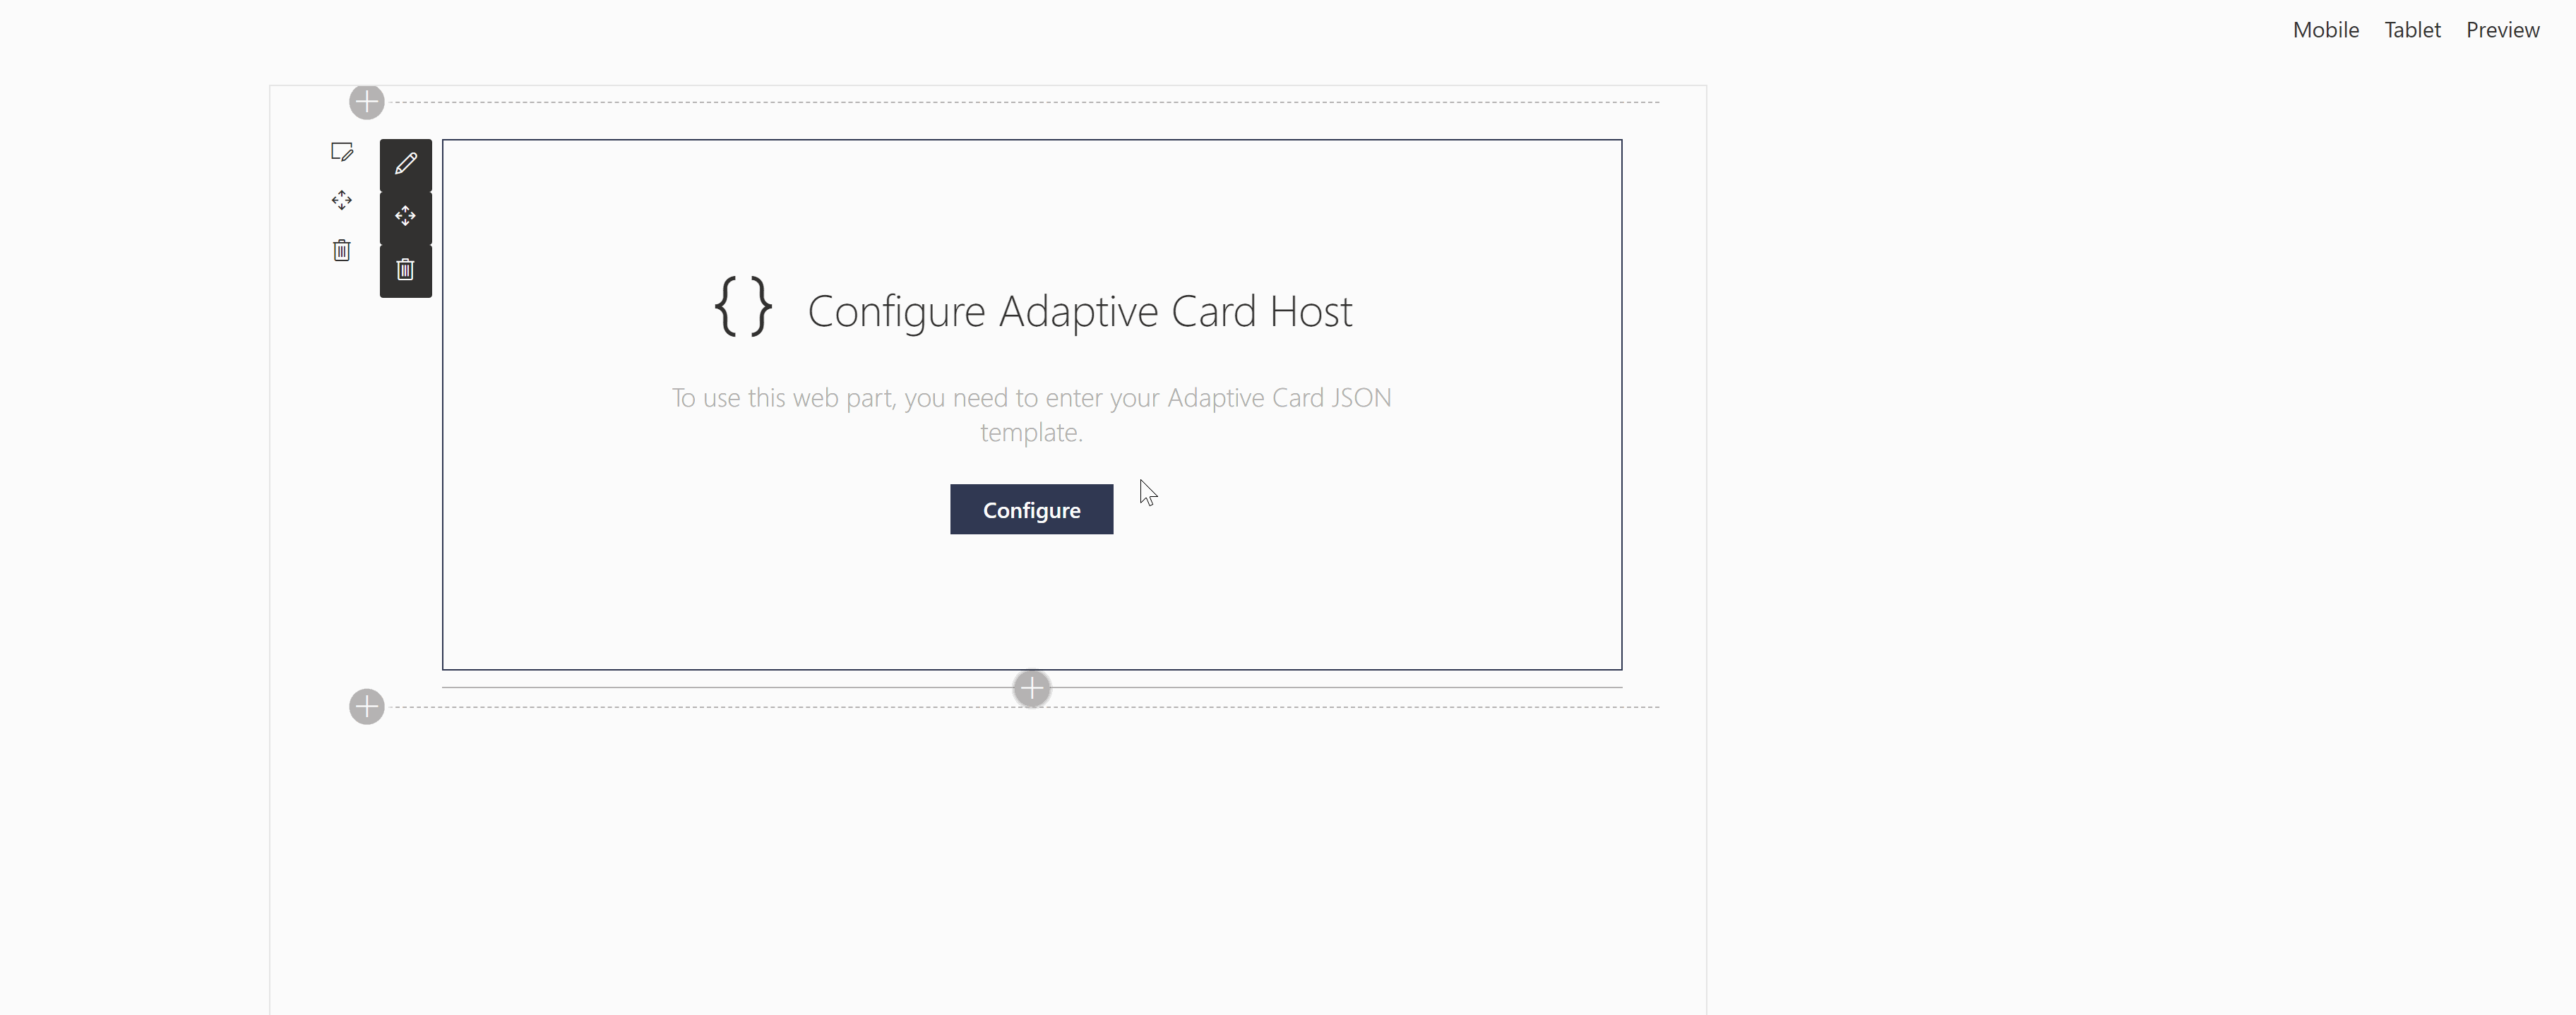 Mobile Tablet Preview
{ } Configure Adaptive Card Host
To use this web part, you need to enter your Adaptive Card JSON
template.
Configure